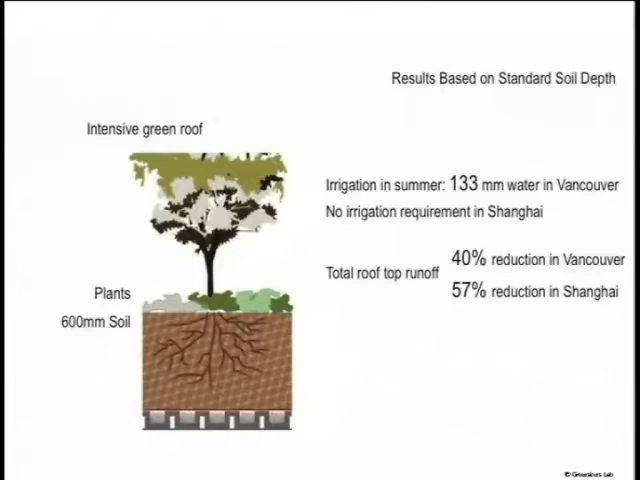 Results Based on Standard Soil Depth
Intensive green roof
Irrigation in summer: 133 mm water in Vancouver
No irrigation requirement in Shanghai
Total roof top runoff
40% reduction in Vancouver
57% reduction in Shanghai
Plants
600mm Soil
©
Lab